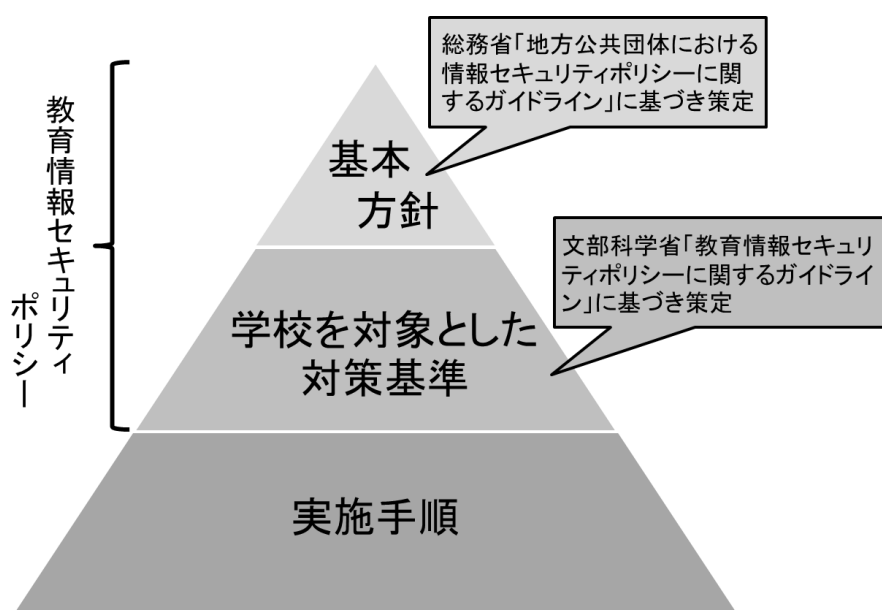 総務省「地方公共団体における
情報セキュリティポリシーに関
するガイドライン」に基づき策定
教育情報セキュリティ
ポリシー
基本
方針
文部科学省「教育情報セキュリ
ティポリシーに関するガイドライ
ン」に基づき策定
学校を対象とした
対策基準
実施手順